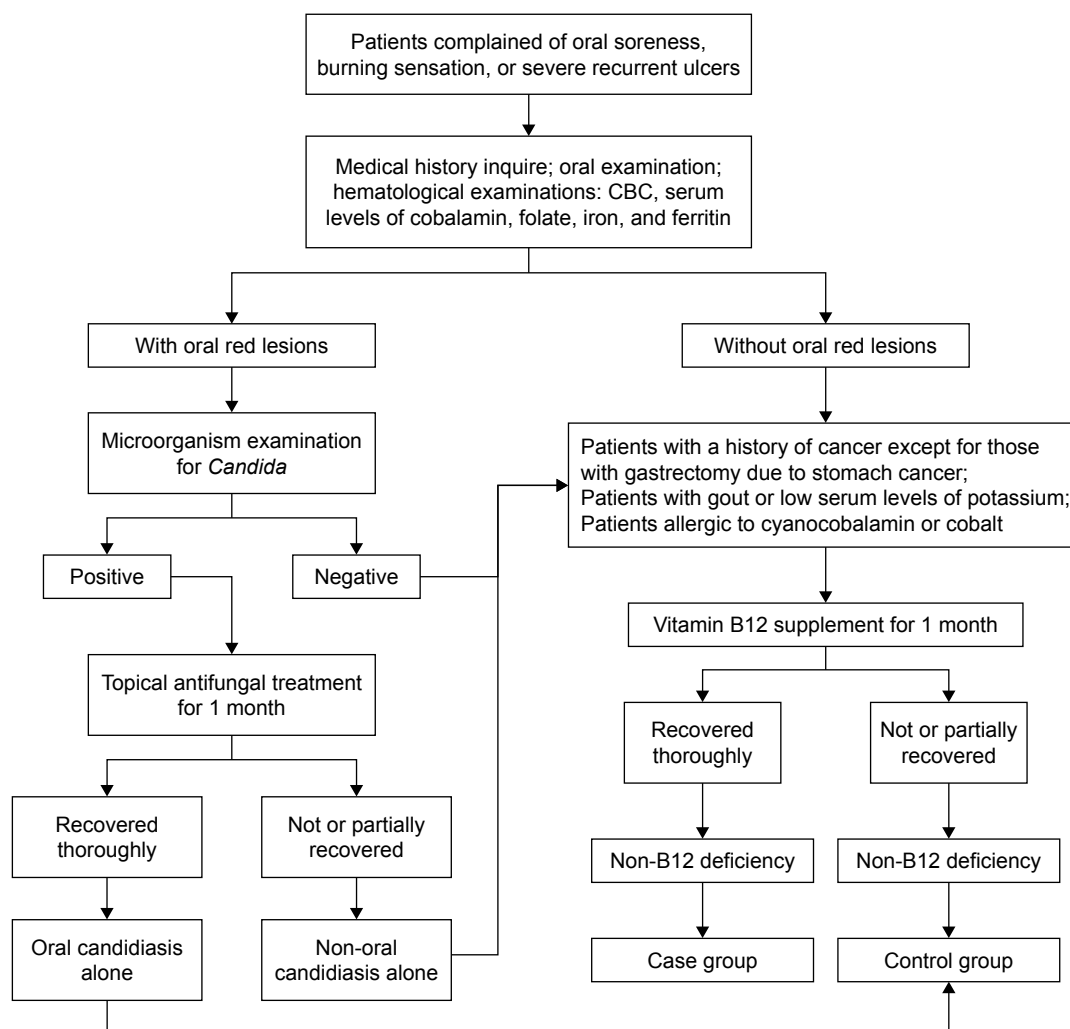 Patients complained of oral soreness,
burning sensation, or severe recurrent ulcers
Medical history inquire; oral examination;
hematological examinations: CBC, serum
levels of cobalamin, folate, iron, and ferritin
With oral red lesions
Without oral red lesions
Microorganism examination
for Candida
Patients with a history of cancer except for those
with gastrectomy due to stomach cancer;
Patients with gout or low serum levels of potassium;
Patients allergic to cyanocobalamin or cobalt
Positive
Negative
Vitamin B12 supplement for 1 month
Topical antifungal treatment
for 1 month
Recovered
thoroughly
Not or partially
recovered
Recovered
thoroughly
Not or partially
recovered
Non-B12 deficiency
Non-B12 deficiency
Oral candidiasis
alone
Non-oral
candidiasis alone
Case group
Control group